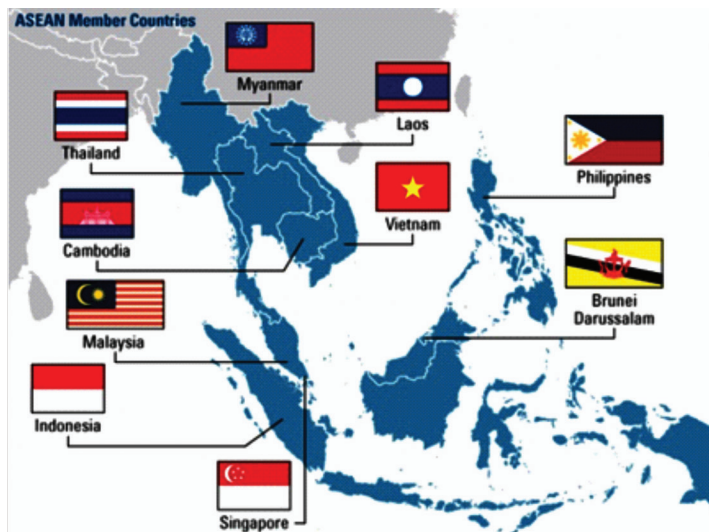 ASEAN Member Countries
Myanmar
Laos
Thailand
Philippines
Cambodia
Vietnam
Malaysia
Brunei
Darussalam
Indonesia
Singapore